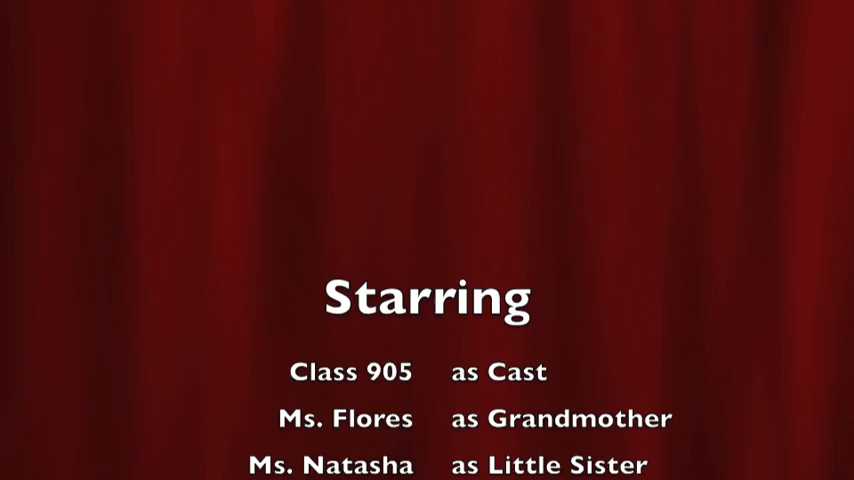 Starring
Class 905 as Cast
Ms. Flores as Grandmother
Ms. Natasha as Little Sister